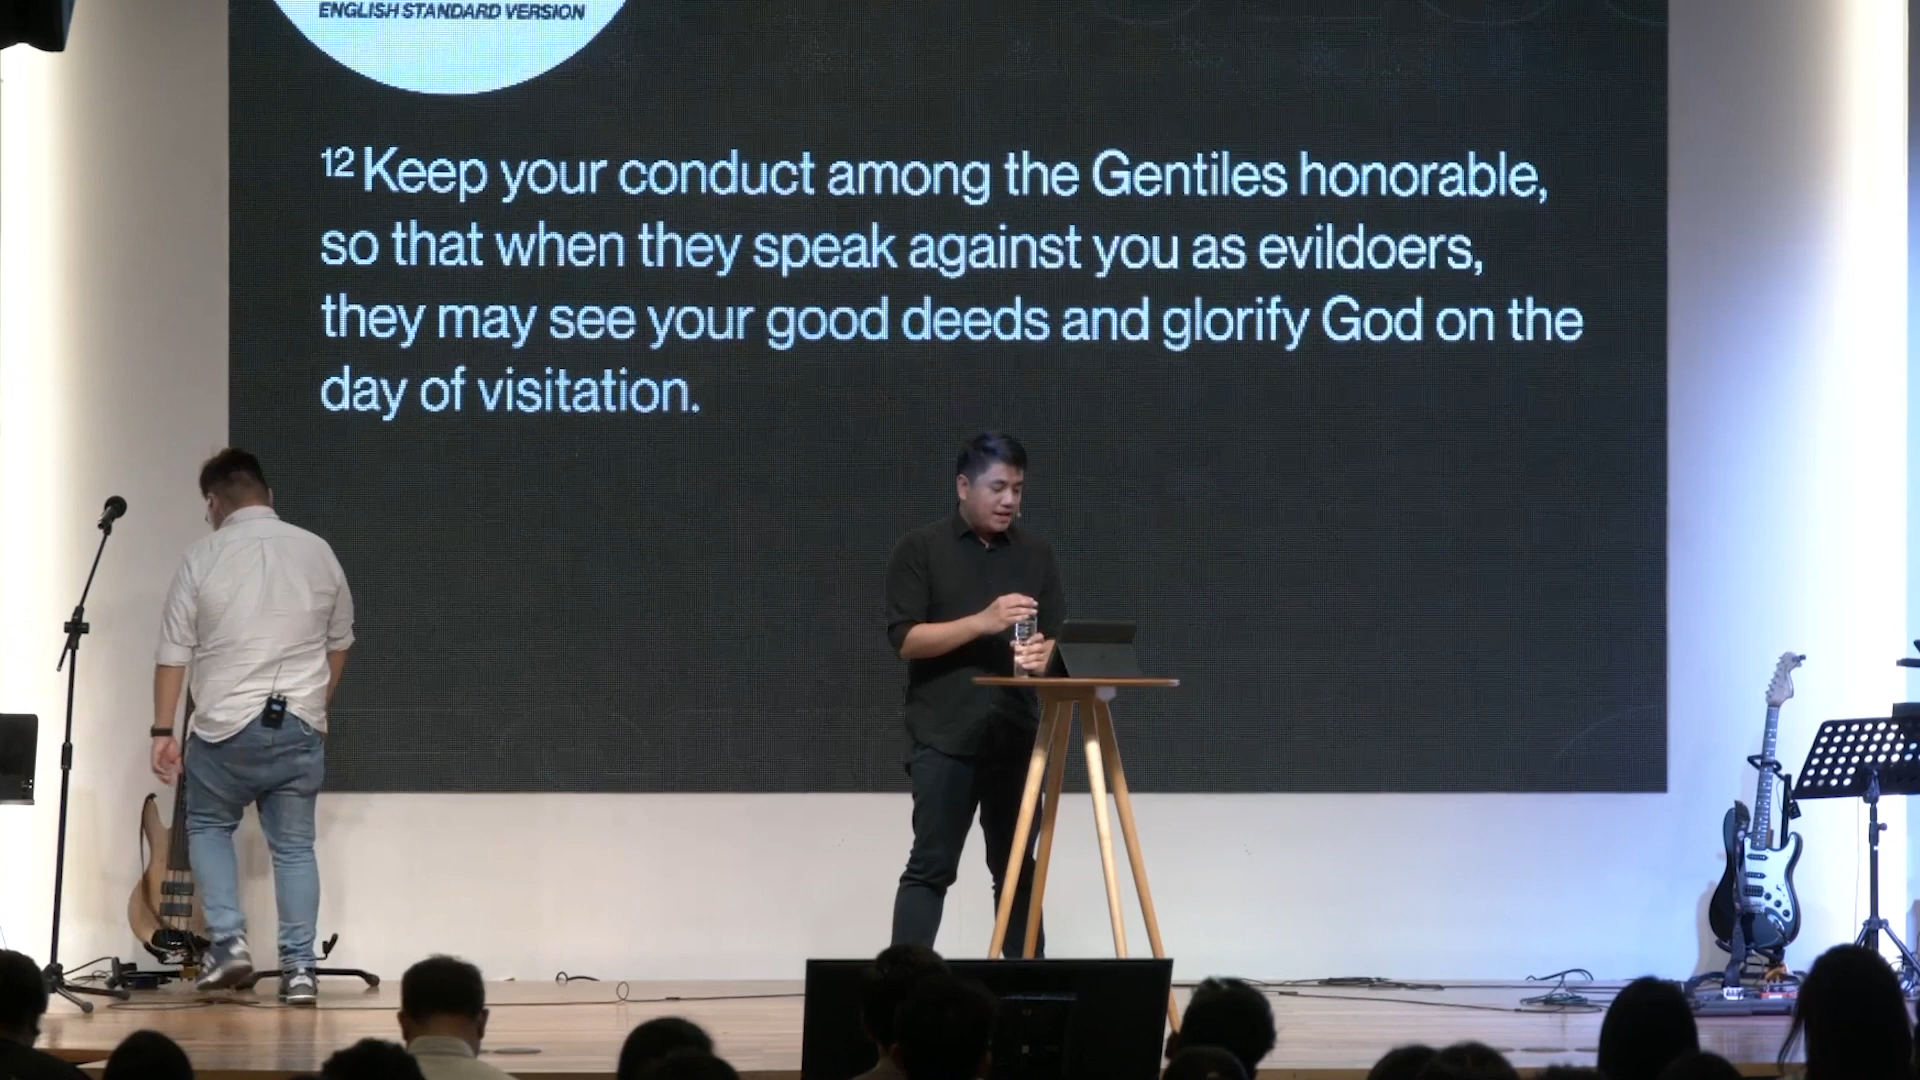 ENGLISH STANDARD VERSION
12 Keep your conduct among the Gentiles honorable,
so that when they speak against you as evildoers,
they may see your good deeds and glorify God on the
day of visitation.